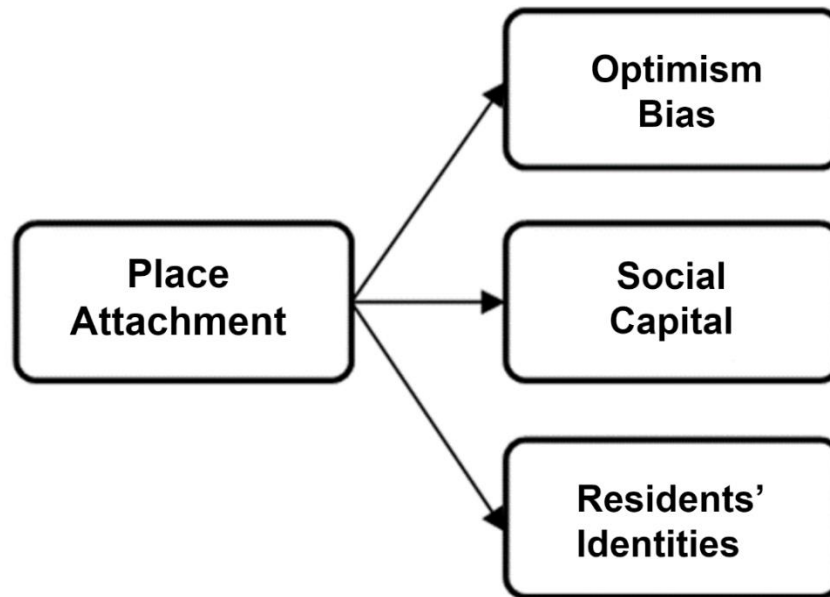 Optimism
Bias
Place
Attachment
Social
Capital
Residents’
Identities